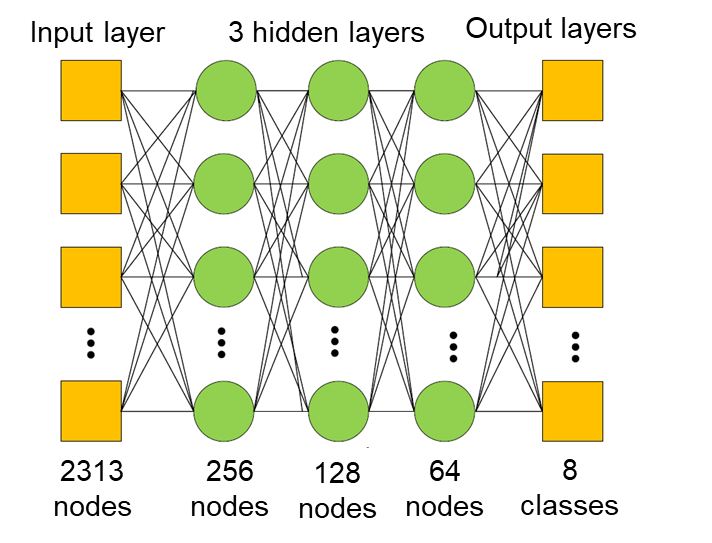 Input layer
3 hidden layers
Output layers
2313
nodes
256
nodes
128
nodes
64
nodes
8
classes